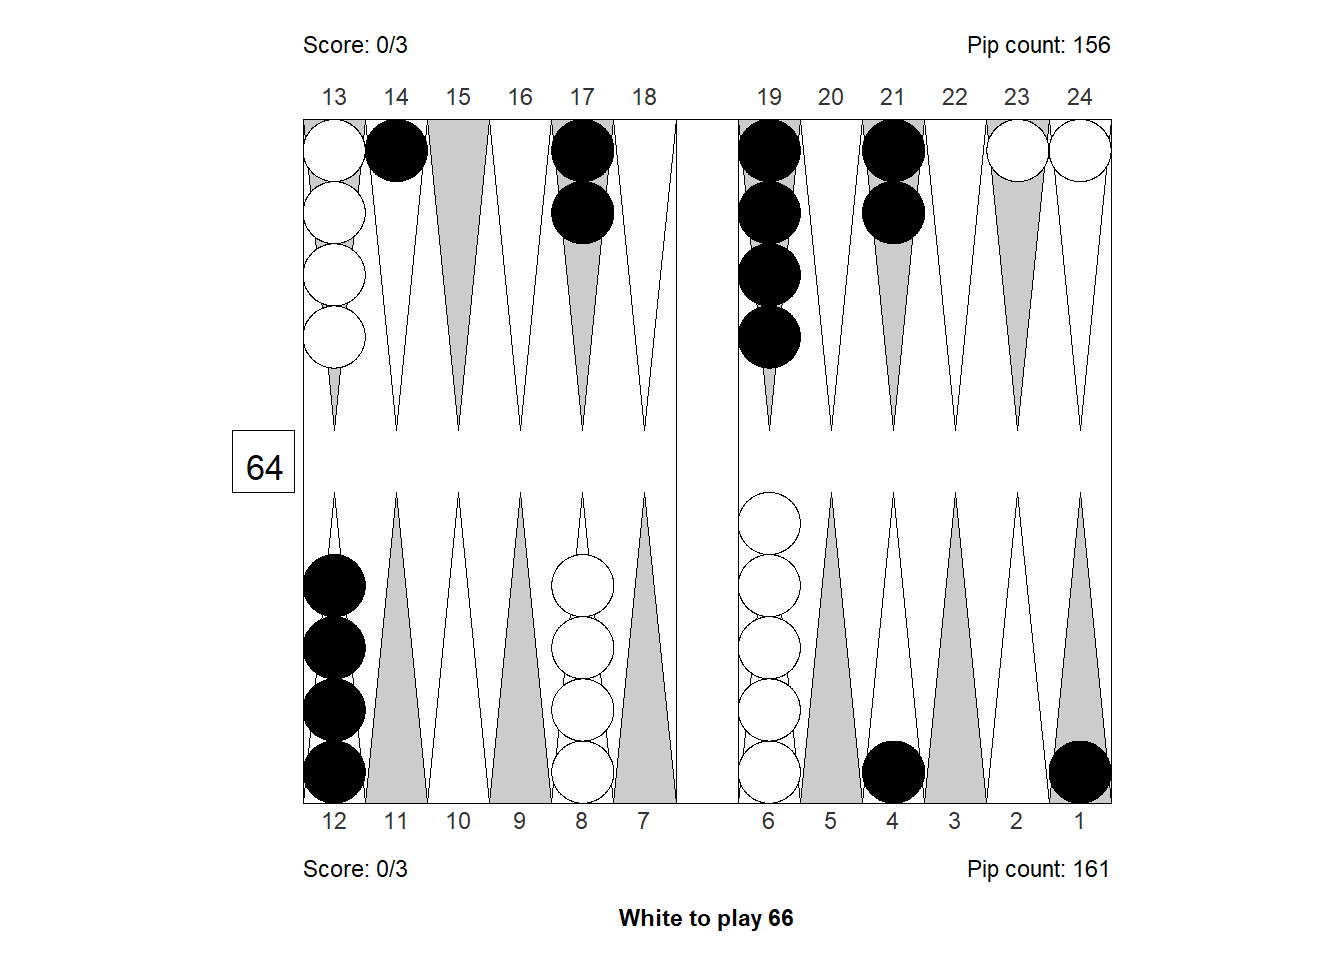 Score: 0/3 Pip count: 156
13 14 15 16 17 18 19 20 21 22 23 24
64
12 11 10 9 8 7 6 5 4 3 2 1
Score: 0/3 Pip count: 161
White to play 66